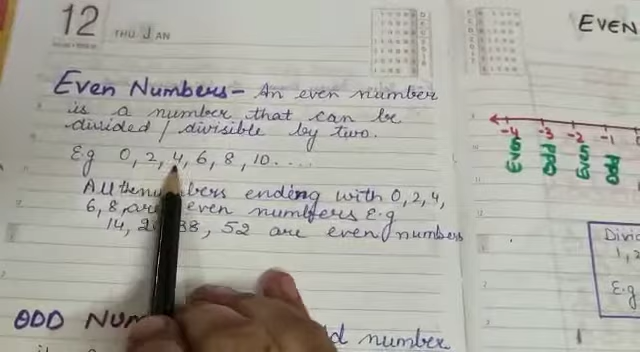 12
THU JAN
Even Numbers - An even number
is a number that can be
divided / divisible by two.
E.g 0, 2, 4, 6, 8, 10....
All the numbers ending with 0, 2, 4,
6, 8, are even numbers E.g
14, 38, 52 are even numbers
ODD number
EVEN
-4 -3 -2 -1
Even Odd Even Odd
1,
E.g